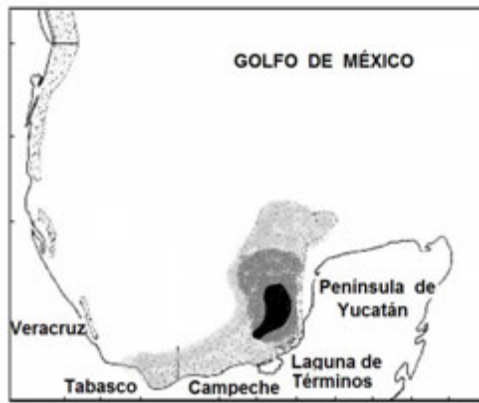 GOLFO DE MÉXICO
Península de
Yucatán
Veracruz
Laguna de
Términos
Tabasco
Campeche